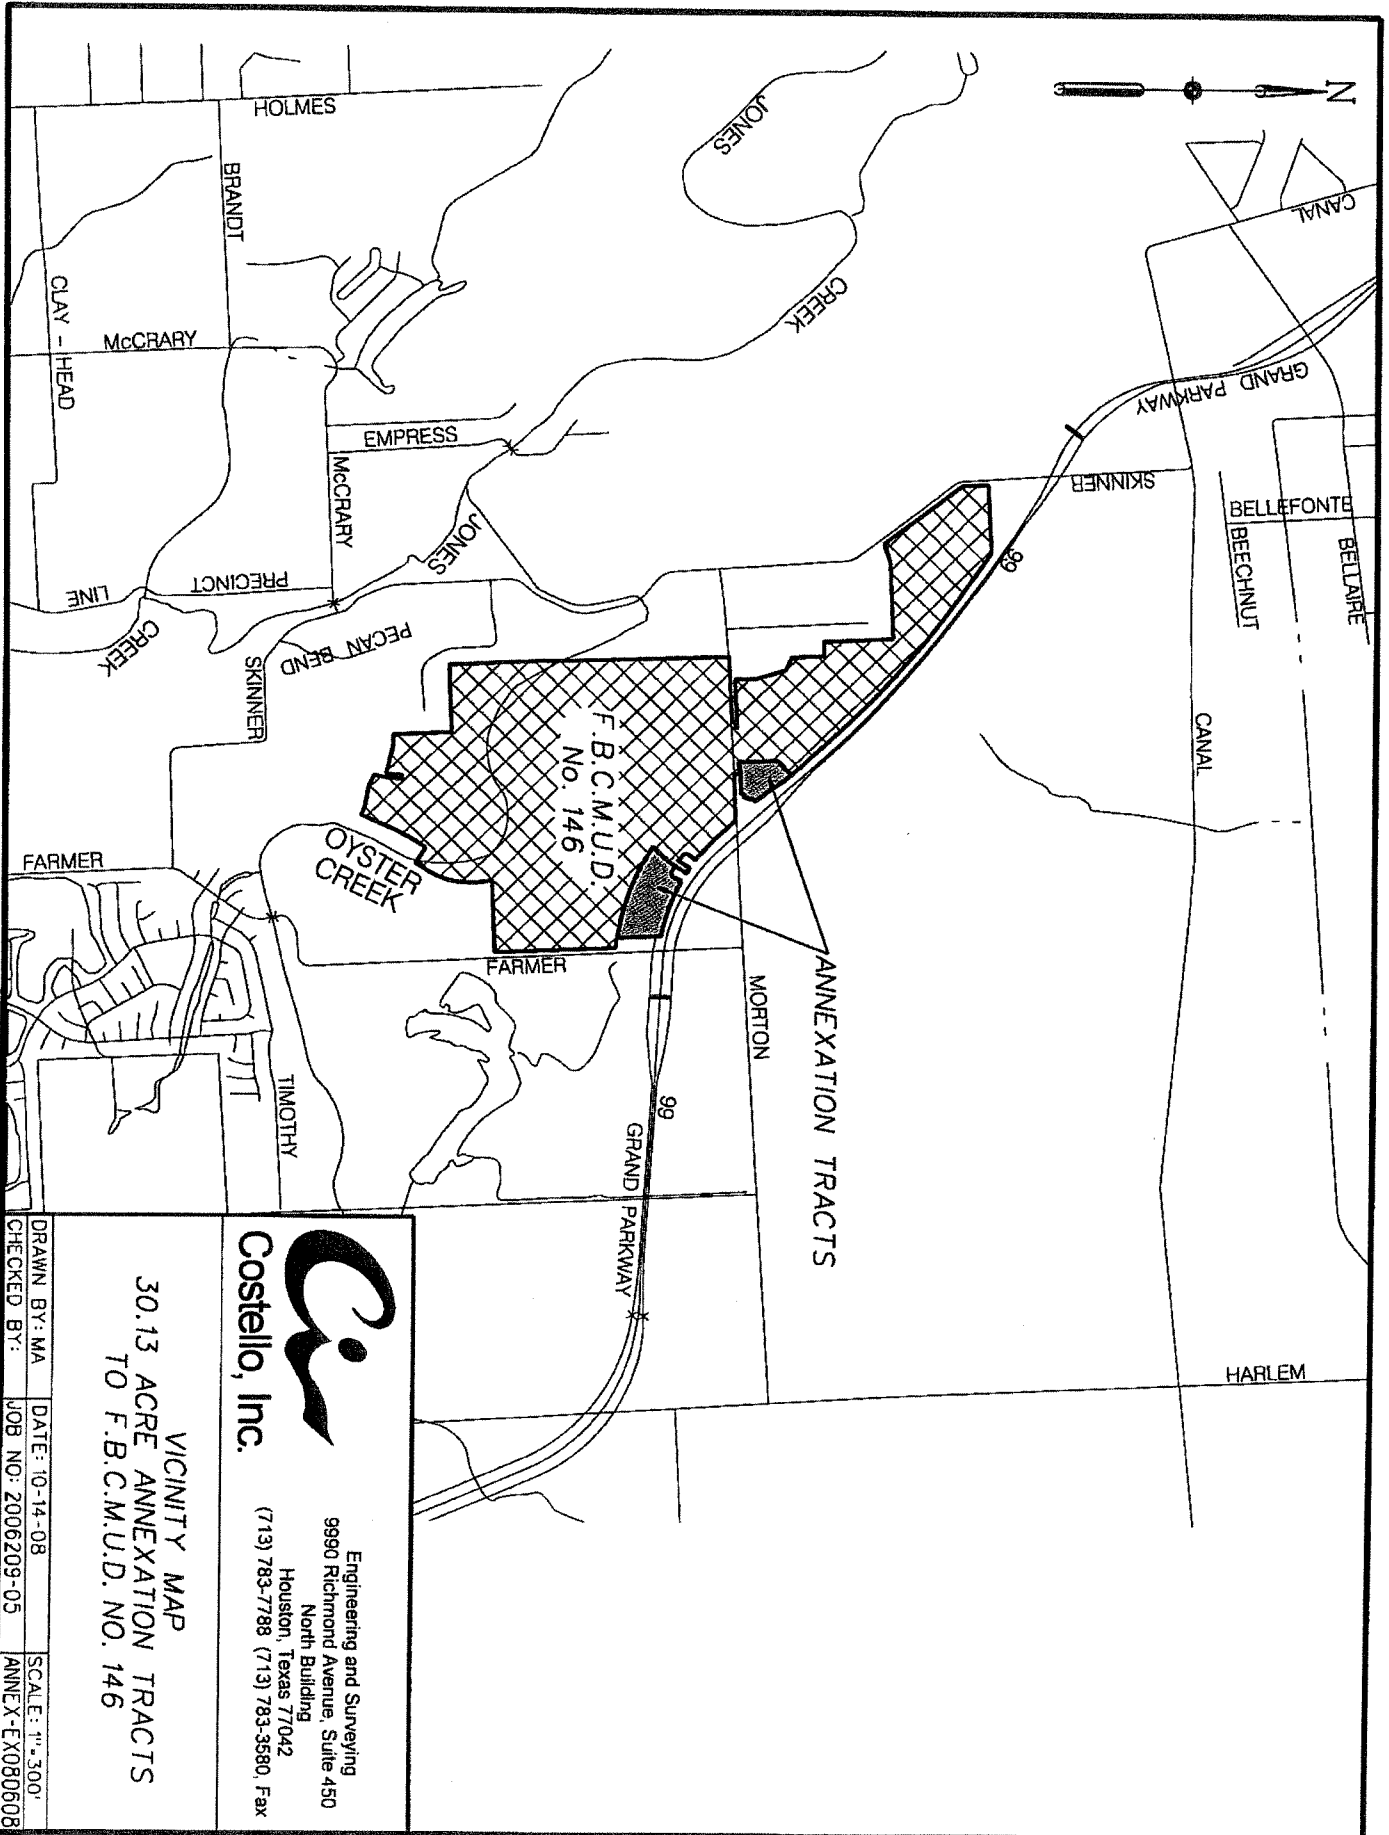 N
JONES
CREEK
CANAL
GRAND PARKWAY
SKINNER
99
BELLEFONTE
BEECHNUT
BELLAIRE
CANAL
HOLMES
BRANDT
CLAY - HEAD
McCRARY
EMPRESS
McCRARY
JONES
PRECINCT
LINE
CREEK
PECAN BEND
SKINNER
FARMER
OYSTER
CREEK
F.B.C.M.U.D.
No. 146
FARMER
MORTON
ANNEXATION TRACTS
99
GRAND PARKWAY
TIMOTHY
HARLEM
Costello, Inc.
Engineering and Surveying
9990 Richmond Avenue, Suite 450
North Building
Houston, Texas 77042
(713) 783-7788 (713) 783-3580, Fax
VICINITY MAP
30.13 ACRE ANNEXATION TRACTS
TO F.B.C.M.U.D. NO. 146
DRAWN BY: MA DATE: 10-14-08 SCALE: 1"=300'
CHECKED BY: JOB NO: 2006209-05 ANNEX-EX080608